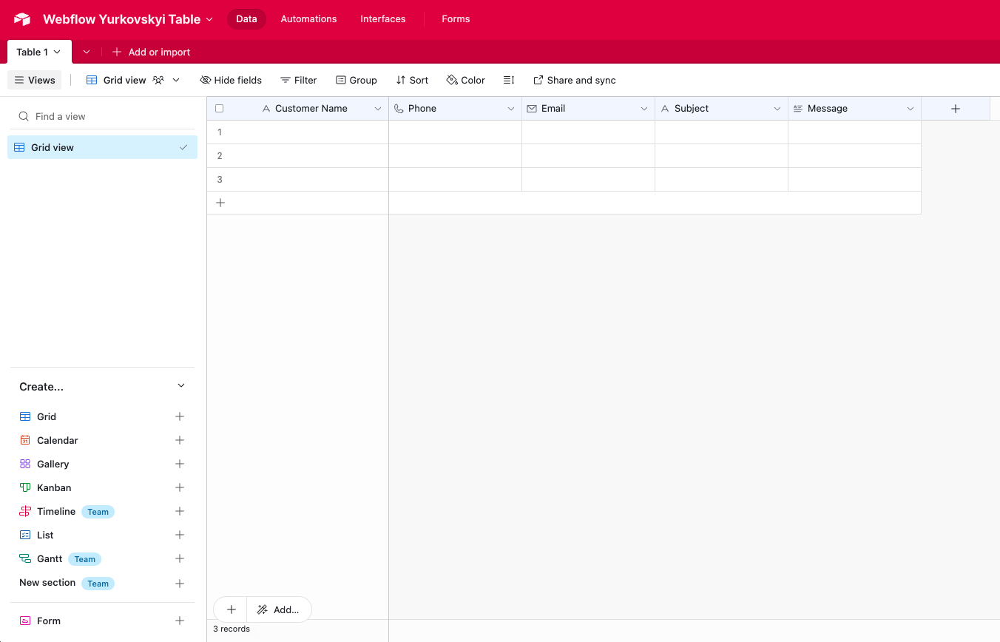 Webflow Yurkovskyi Table Data Automations Interfaces Forms
Table 1 Add or import
Views Grid view Hide fields Filter Group Sort Color Share and sync
Find a view
Grid view
Customer Name Phone Email Subject Message
1
2
3
Create...
Grid
Calendar
31
Gallery
Kanban
Timeline Team
List
Gantt Team
New section Team
Form
Add...
3 records